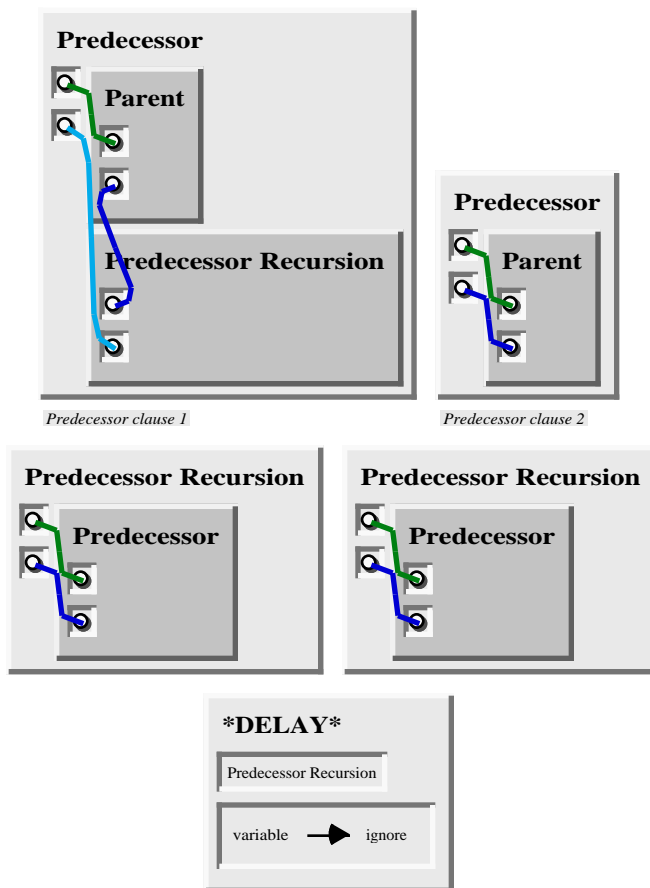 Predecessor
Parent
Predecessor Recursion
Predecessor clause 1
Predecessor
Parent
Predecessor clause 2
Predecessor Recursion
Predecessor
Predecessor Recursion
Predecessor
*DELAY*
Predecessor Recursion
variable ignore